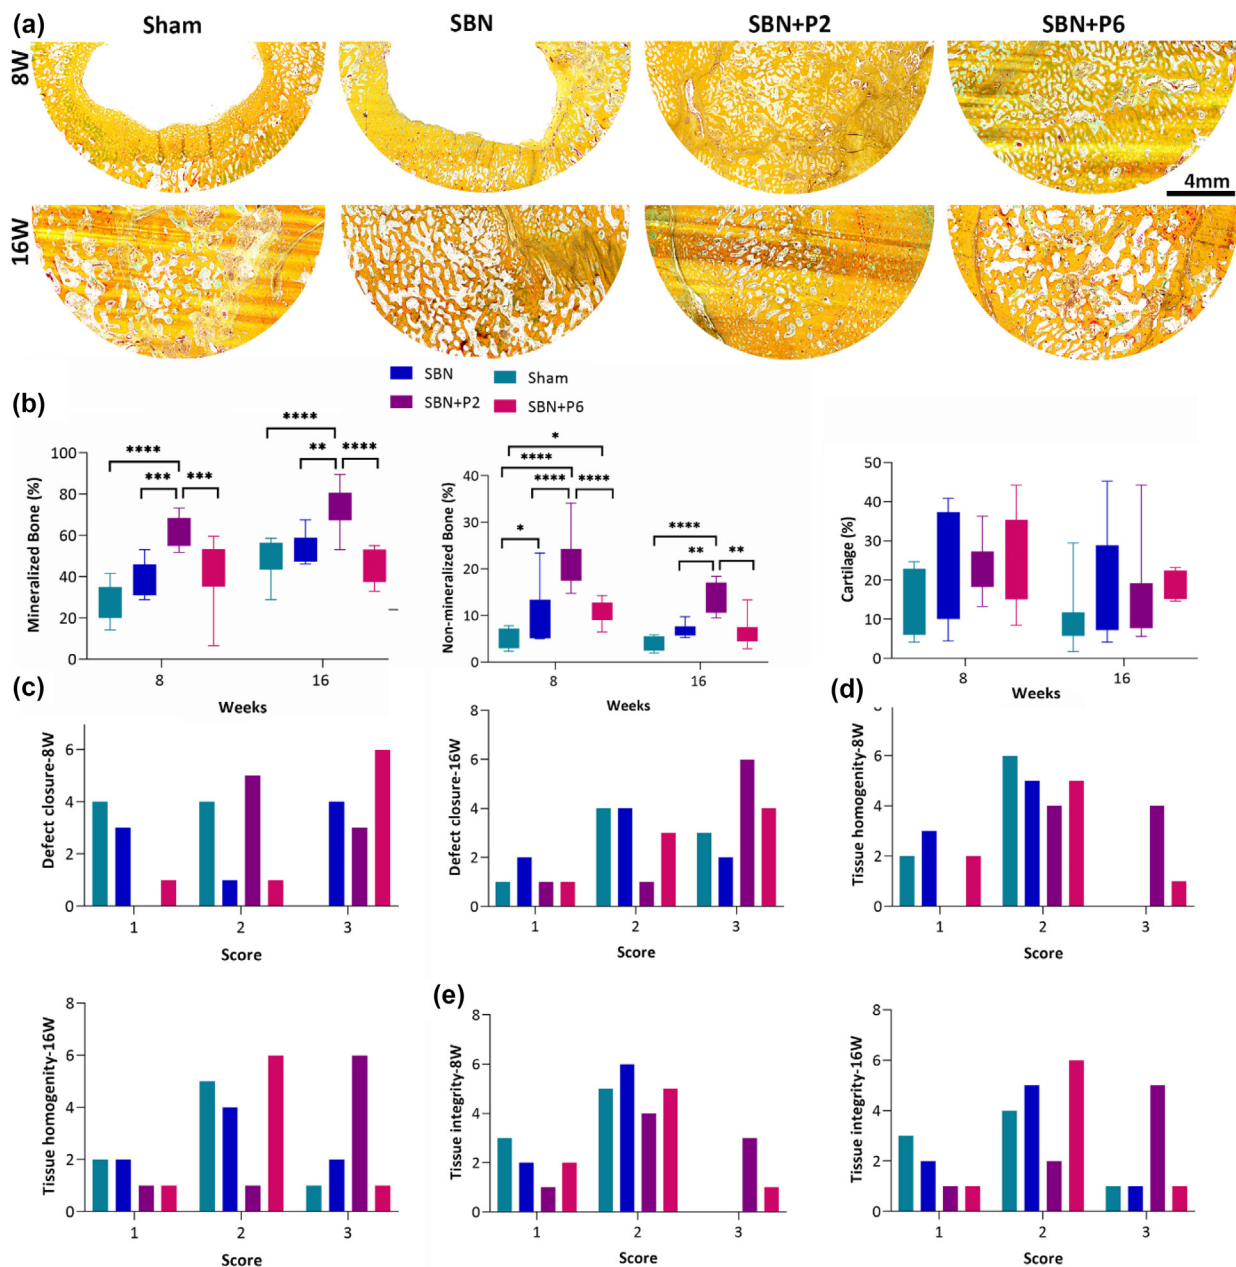 (a)
Sham
SBN
SBN+P2
SBN+P6
8W
16W
4mm
(b)
SBN
Sham
SBN+P2
SBN+P6
Mineralized Bone (%)
100
80
60
40
20
0
****
***
***
****
**
****
8
16
Weeks
Non-mineralized Bone (%)
40
30
20
10
0
*
****
****
****
*
****
**
**
8
16
Weeks
Cartilage (%)
50
40
30
20
10
0
8
16
Weeks
(c)
Defect closure-8W
6
4
2
0
1
2
3
Score
Defect closure-16W
8
6
4
2
0
1
2
3
Score
(d)
Tissue homogenity-8W
6
4
2
0
1
2
3
Score
Tissue homogenity-16W
8
6
4
2
0
1
2
3
Score
(e)
Tissue integrity-8W
8
6
4
2
0
1
2
3
Score
Tissue integrity-16W
8
6
4
2
0
1
2
3
Score